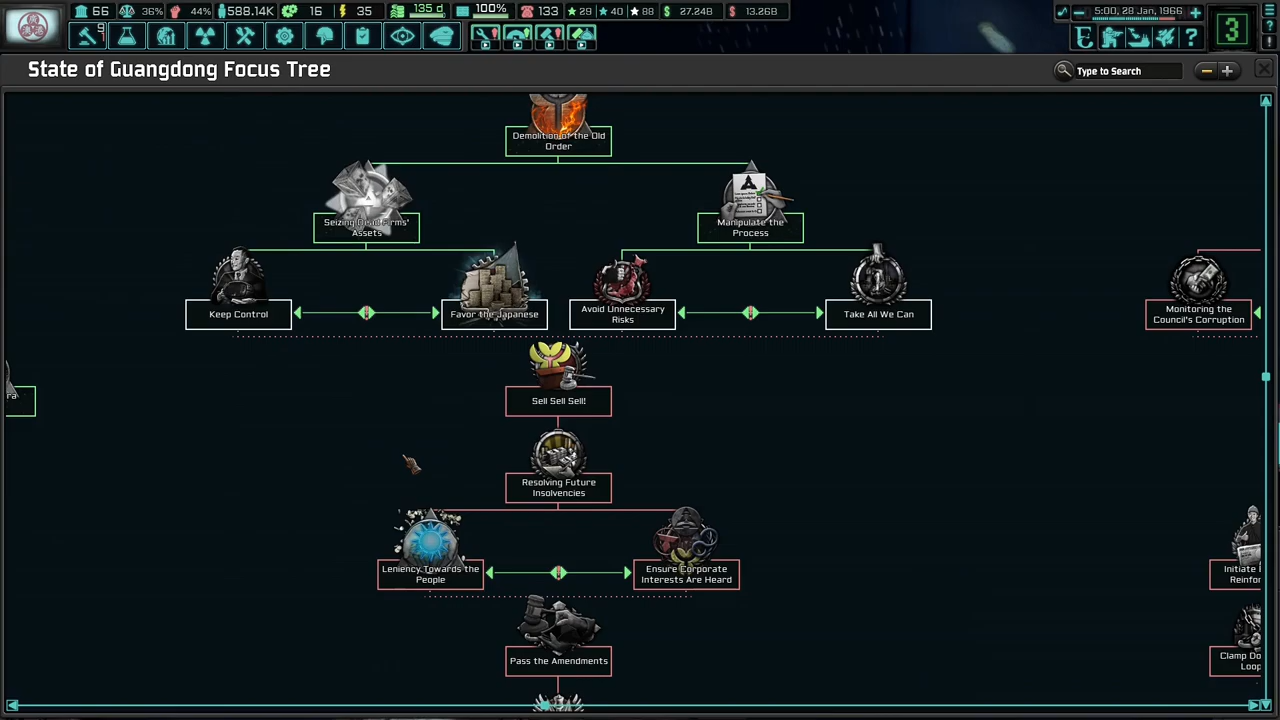 66 36% 44% 588.14K 16 35 135 d 100% 133 29 40 88 27.24B 13.26B 5:00, 28 Jan, 1966
9 3
State of Guangdong Focus Tree Type to Search
Demolition of the Old
Order
Seizing
Firms'
Assets
Manipulate the
Process
Keep Control
Favor the Japanese
Avoid Unnecessary
Risks
Take All We Can
Monitoring the
Council's Corruption
ra
Sell Sell Sell!
Resolving Future
Insolvencies
Leniency Towards the
People
Ensure Corporate
Interests Are Heard
Initiate
Reinfor
Pass the Amendments
Clamp Do
Loop